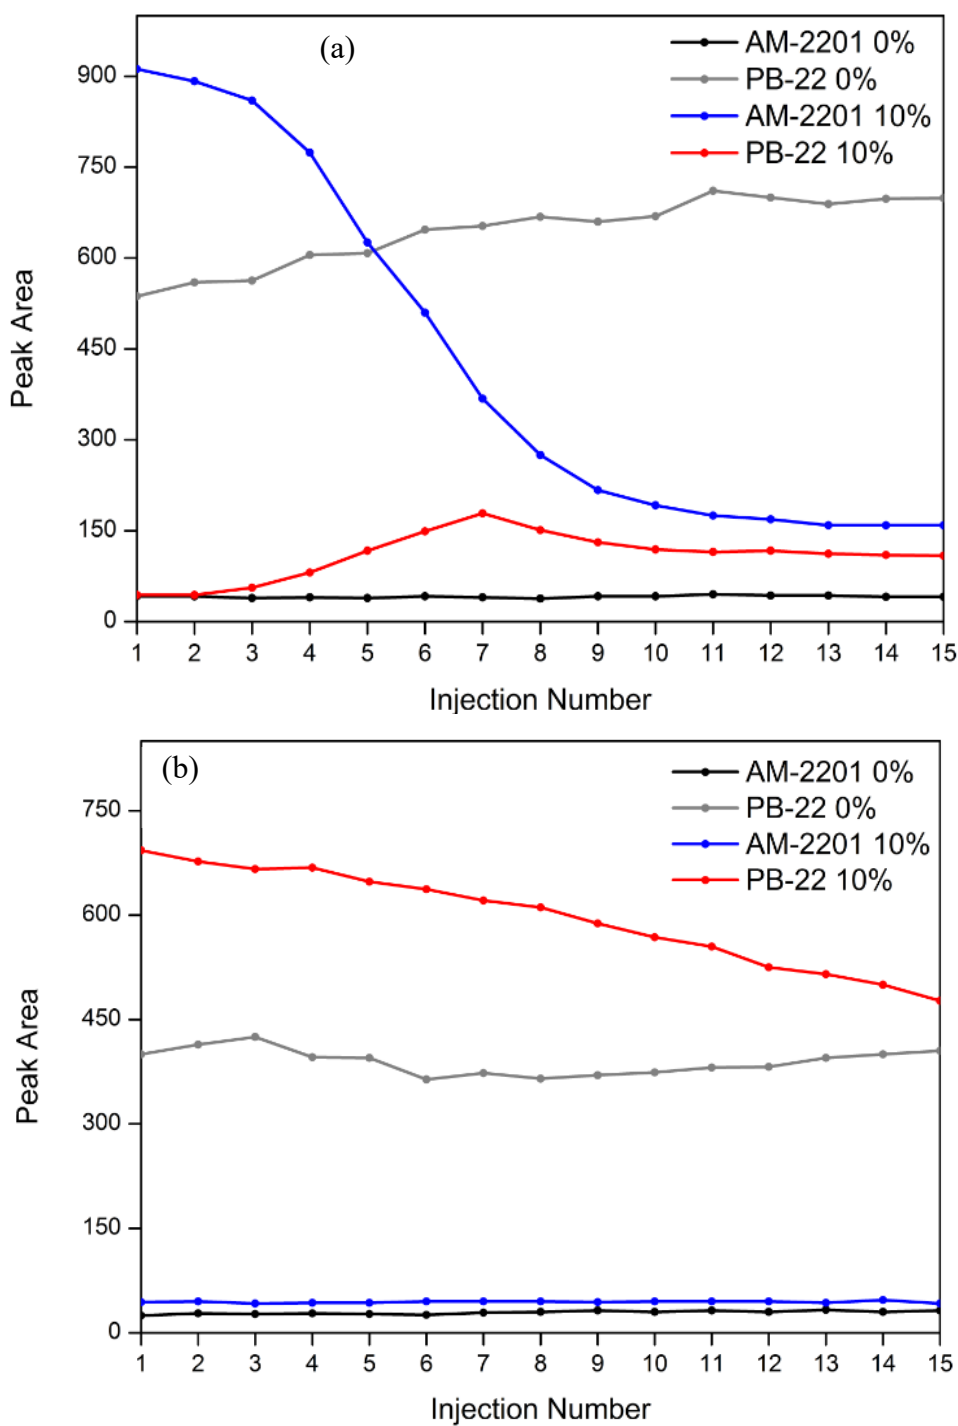 (a)
AM-2201 0%
PB-22 0%
AM-2201 10%
PB-22 10%
900
750
600
450
300
150
0
Peak Area
1 2 3 4 5 6 7 8 9 10 11 12 13 14 15
Injection Number
(b)
AM-2201 0%
PB-22 0%
AM-2201 10%
PB-22 10%
750
600
450
300
150
0
Peak Area
1 2 3 4 5 6 7 8 9 10 11 12 13 14 15
Injection Number